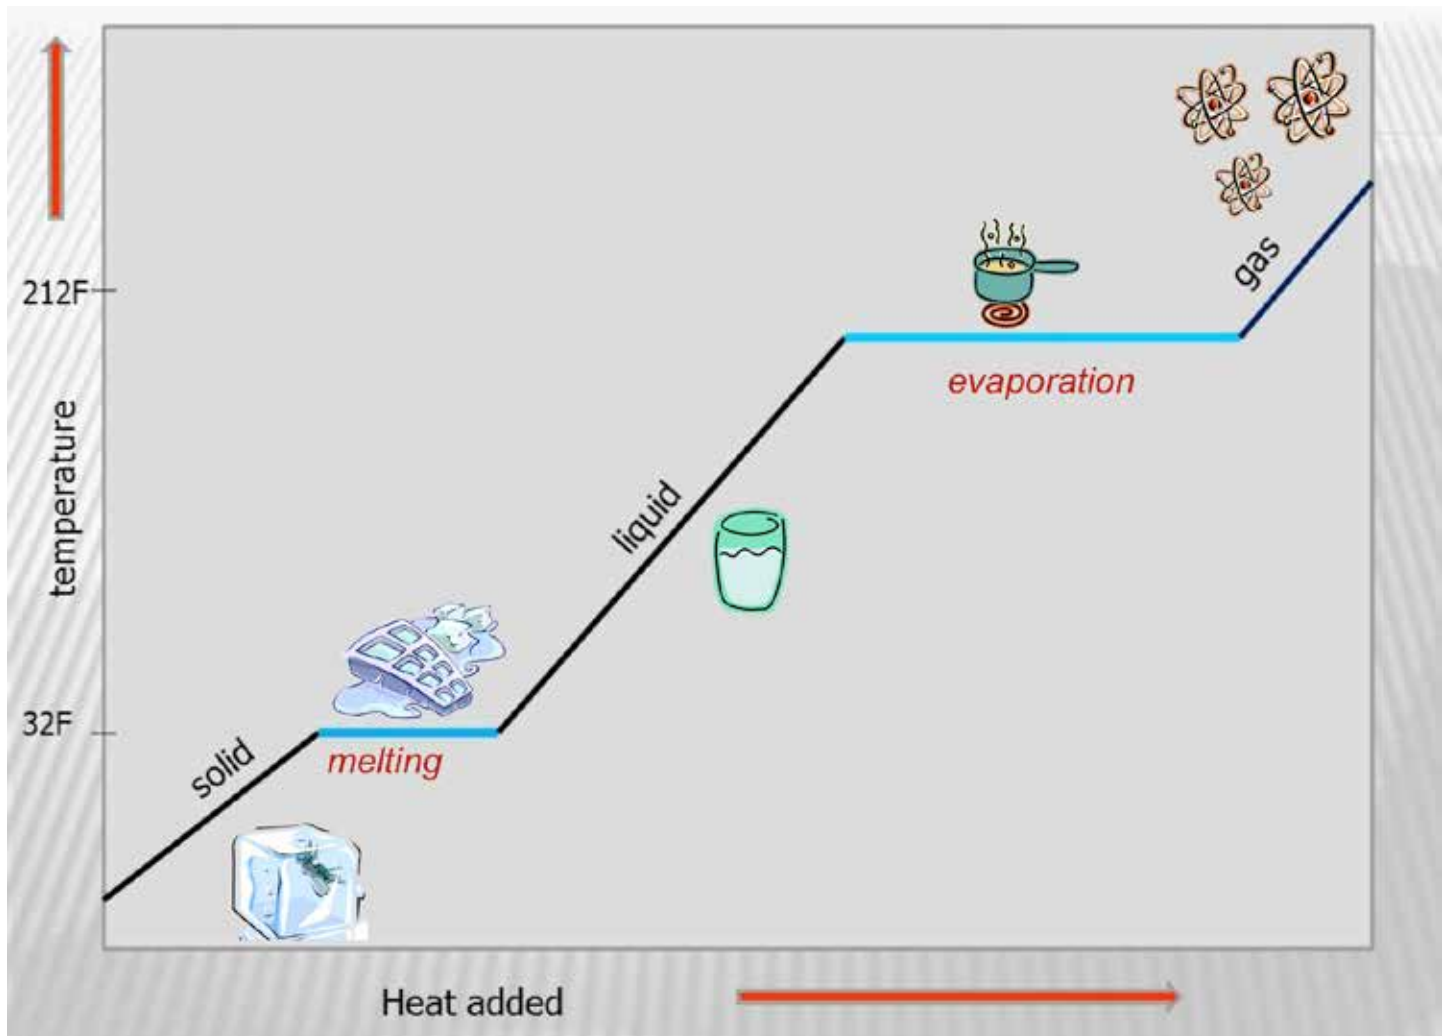 212F
gas
evaporation
temperature
liquid
32F
solid
melting
Heat added